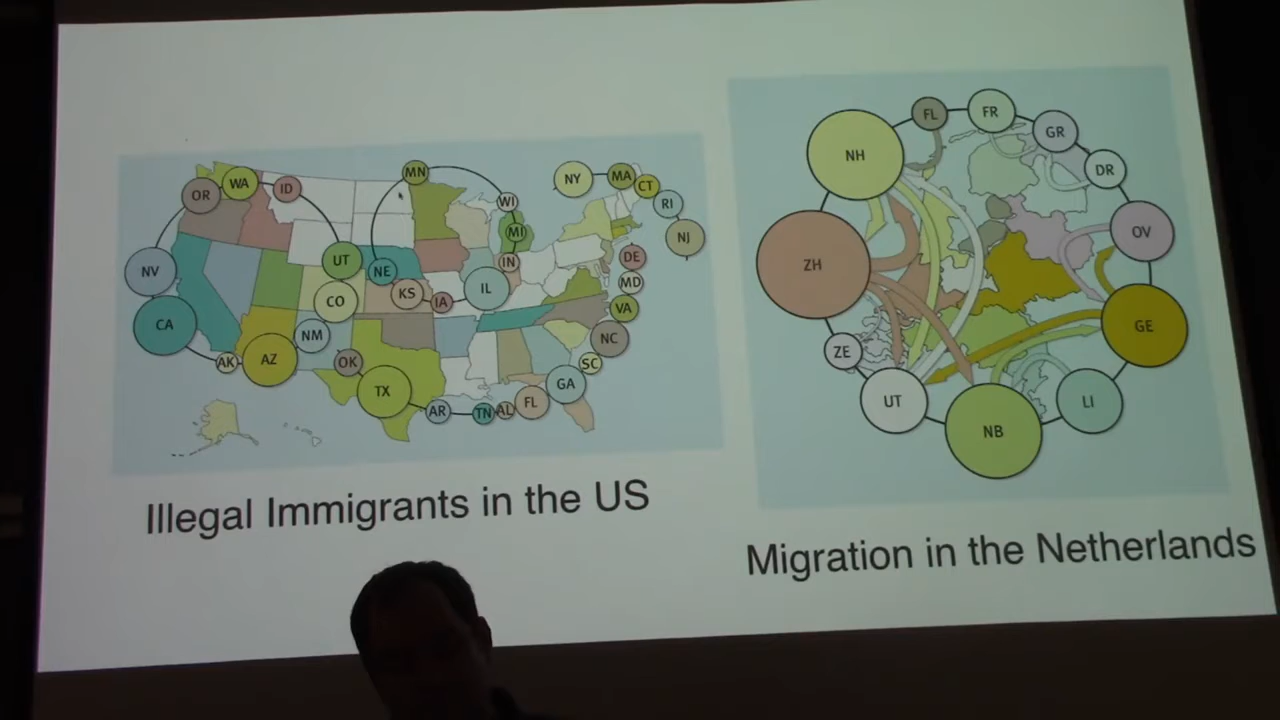 MN
WA
ID
OR
WI
MI
UT
NE
IN
NV
CO
KS
IA
IL
CA
NM
AK
AZ
OK
TX
AR
TN
AL
FL
GA
SC
NC
VA
MD
DE
NY
MA
CT
RI
NJ
Illegal Immigrants in the US
FL
FR
GR
NH
DR
OV
ZH
GE
ZE
UT
NB
LI
Migration in the Netherlands